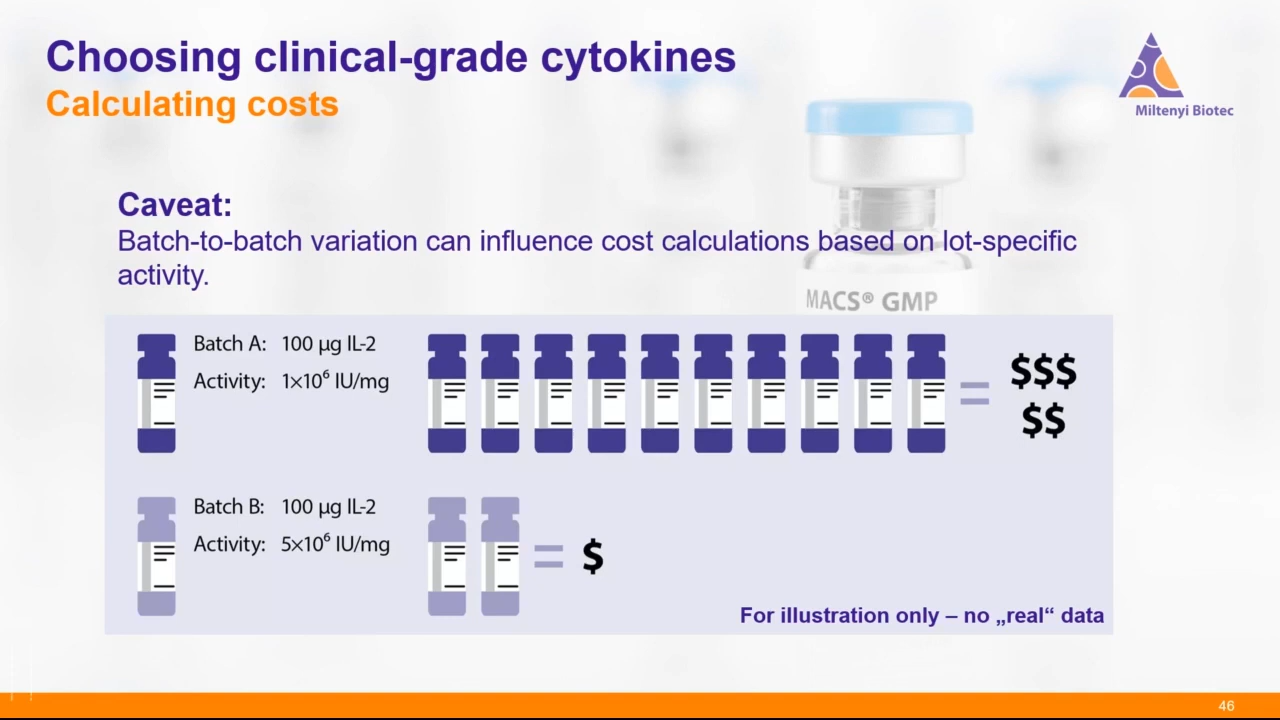 Choosing clinical-grade cytokines
Calculating costs
Miltenyi Biotec
Caveat:
Batch-to-batch variation can influence cost calculations based on lot-specific
activity.
MACS® GMP
Batch A: 100 µg IL-2
Activity: 1×10⁶ IU/mg
= $$$
$$
Batch B: 100 µg IL-2
Activity: 5×10⁶ IU/mg
= $
For illustration only – no „real“ data
46